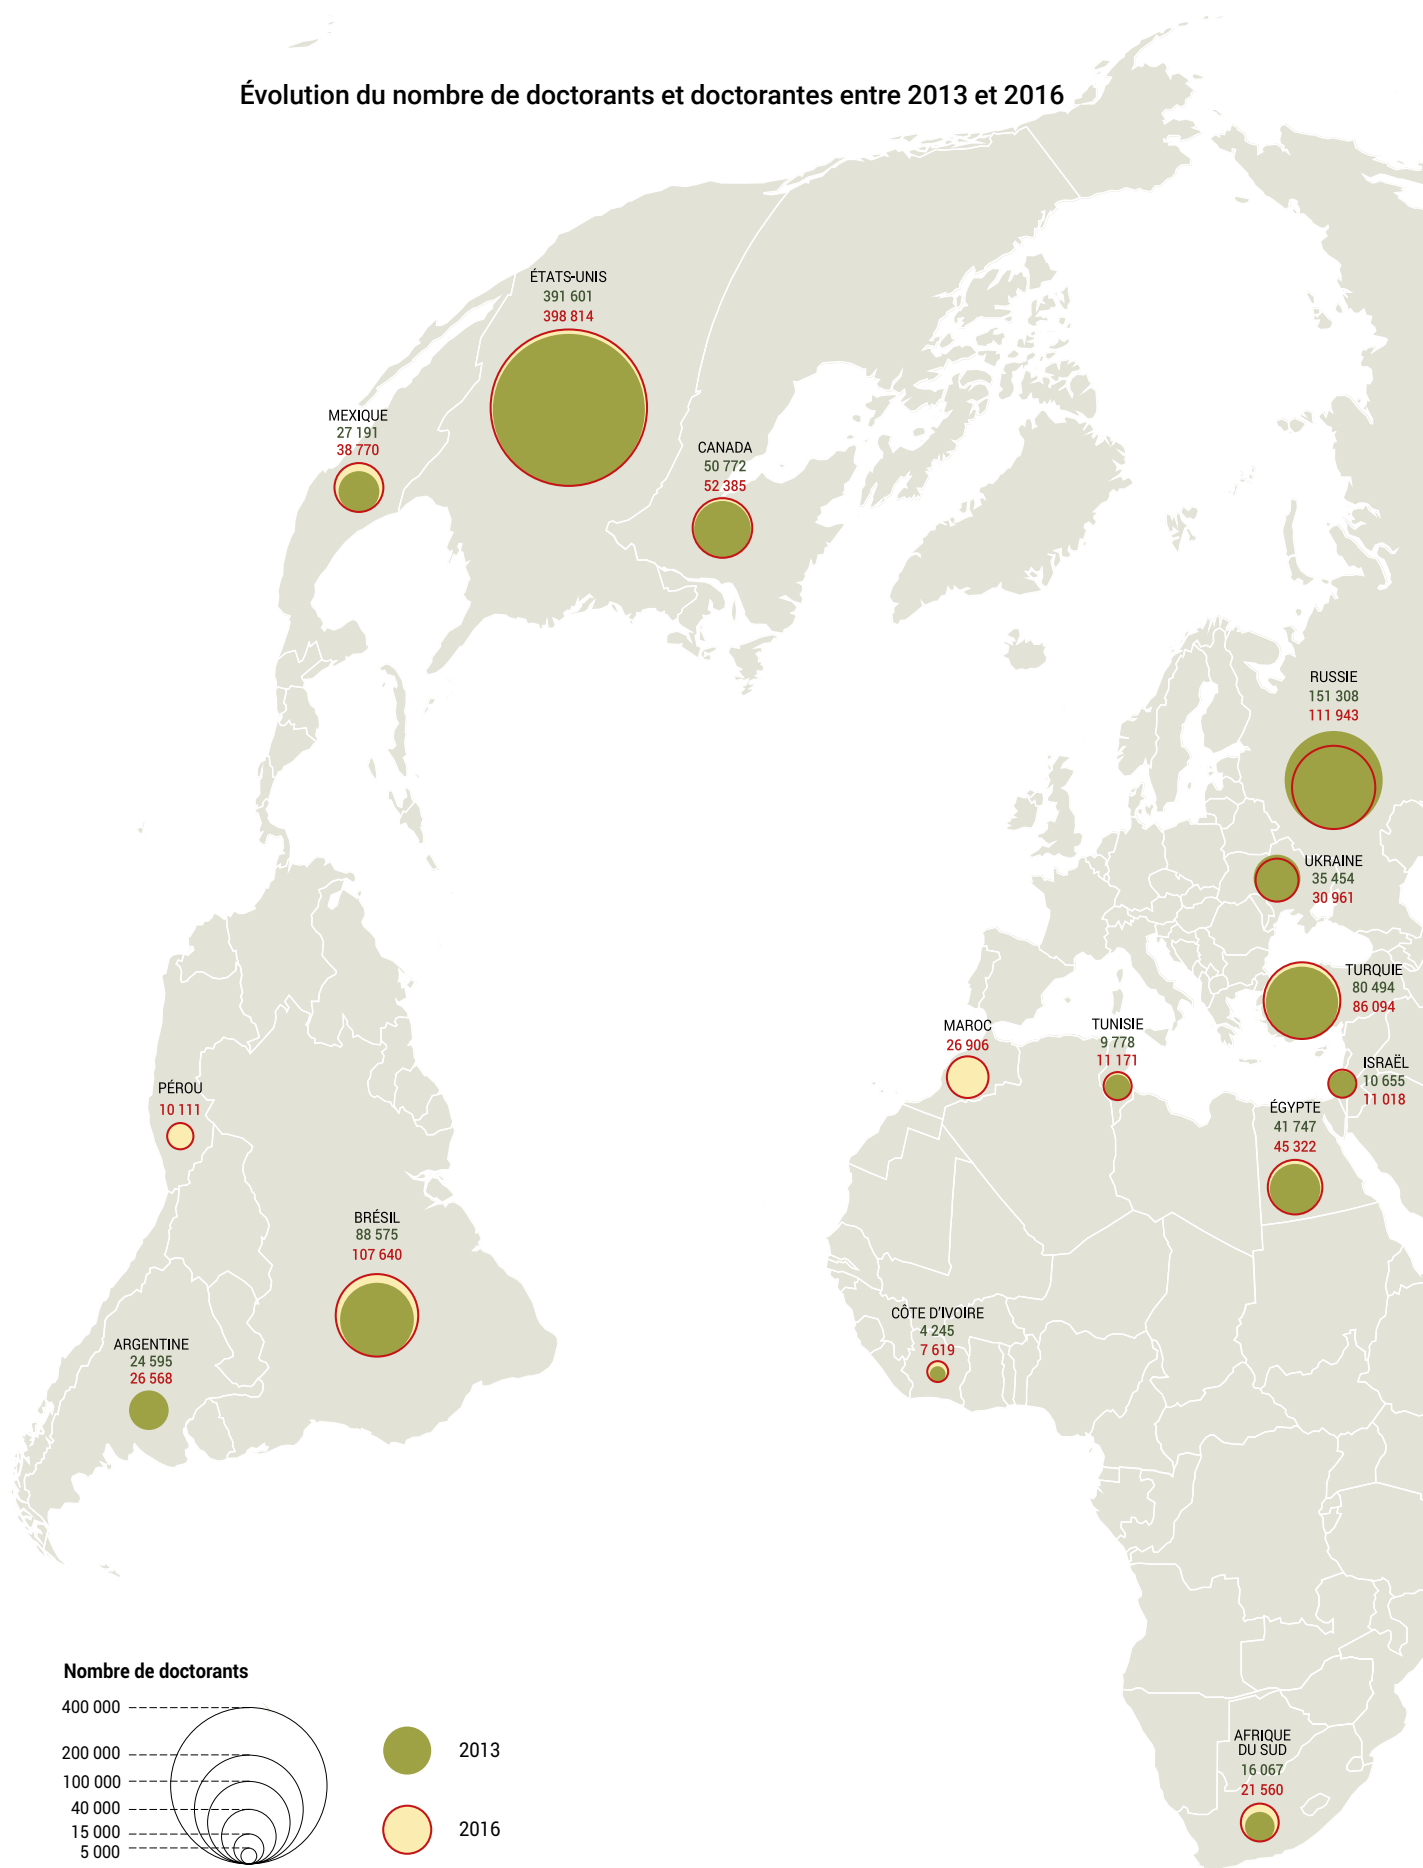 Évolution du nombre de doctorants et doctorantes entre 2013 et 2016
ÉTATS-UNIS
391 601
398 814
MEXIQUE
27 191
38 770
CANADA
50 772
52 385
RUSSIE
151 308
111 943
UKRAINE
35 454
30 961
TURQUIE
80 494
86 094
MAROC
26 906
TUNISIE
9 778
11 171
ISRAËL
10 655
11 018
ÉGYPTE
41 747
45 322
PÉROU
10 111
BRÉSIL
88 575
107 640
CÔTE D'IVOIRE
4 245
7 619
ARGENTINE
24 595
26 568
AFRIQUE
DU SUD
16 067
21 560
Nombre de doctorants
400 000
200 000
100 000
40 000
15 000
5 000
2013
2016